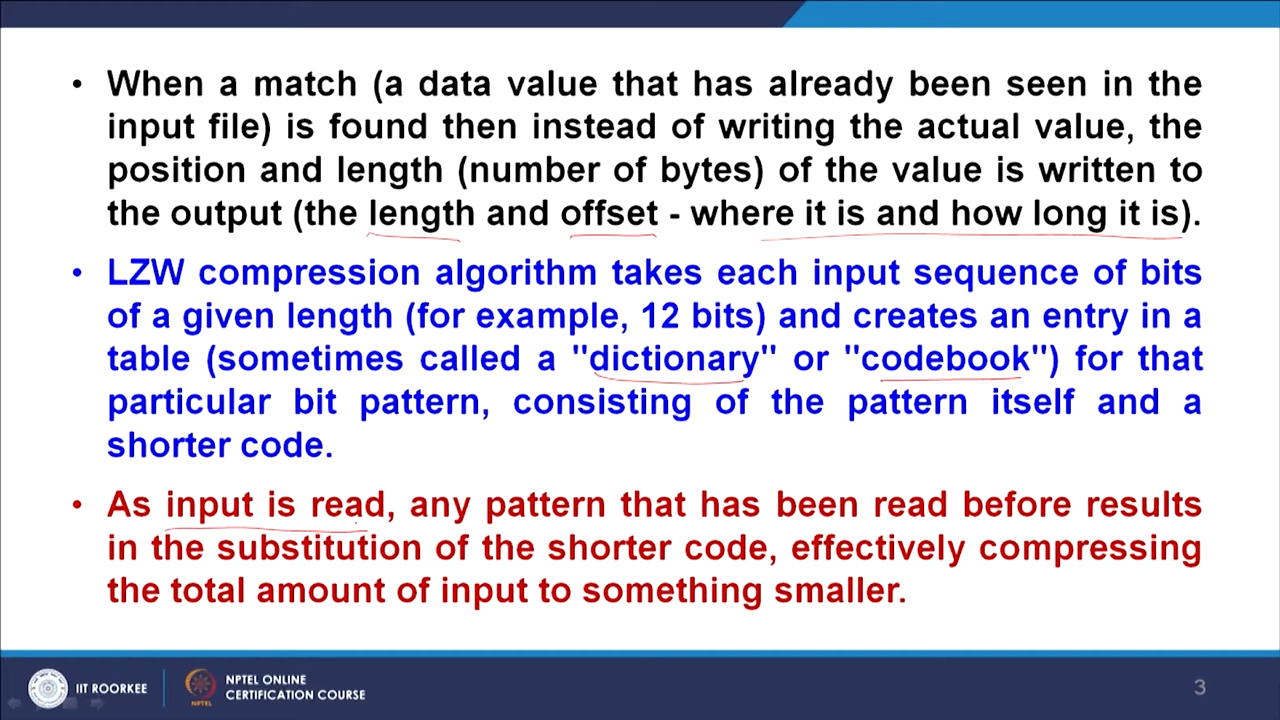 • When a match (a data value that has already been seen in the
input file) is found then instead of writing the actual value, the
position and length (number of bytes) of the value is written to
the output (the length and offset - where it is and how long it is).
• LZW compression algorithm takes each input sequence of bits
of a given length (for example, 12 bits) and creates an entry in a
table (sometimes called a "dictionary" or "codebook") for that
particular bit pattern, consisting of the pattern itself and a
shorter code.
• As input is read, any pattern that has been read before results
in the substitution of the shorter code, effectively compressing
the total amount of input to something smaller.
IIT ROORKEE
NPTEL
NPTEL ONLINE
CERTIFICATION COURSE
3